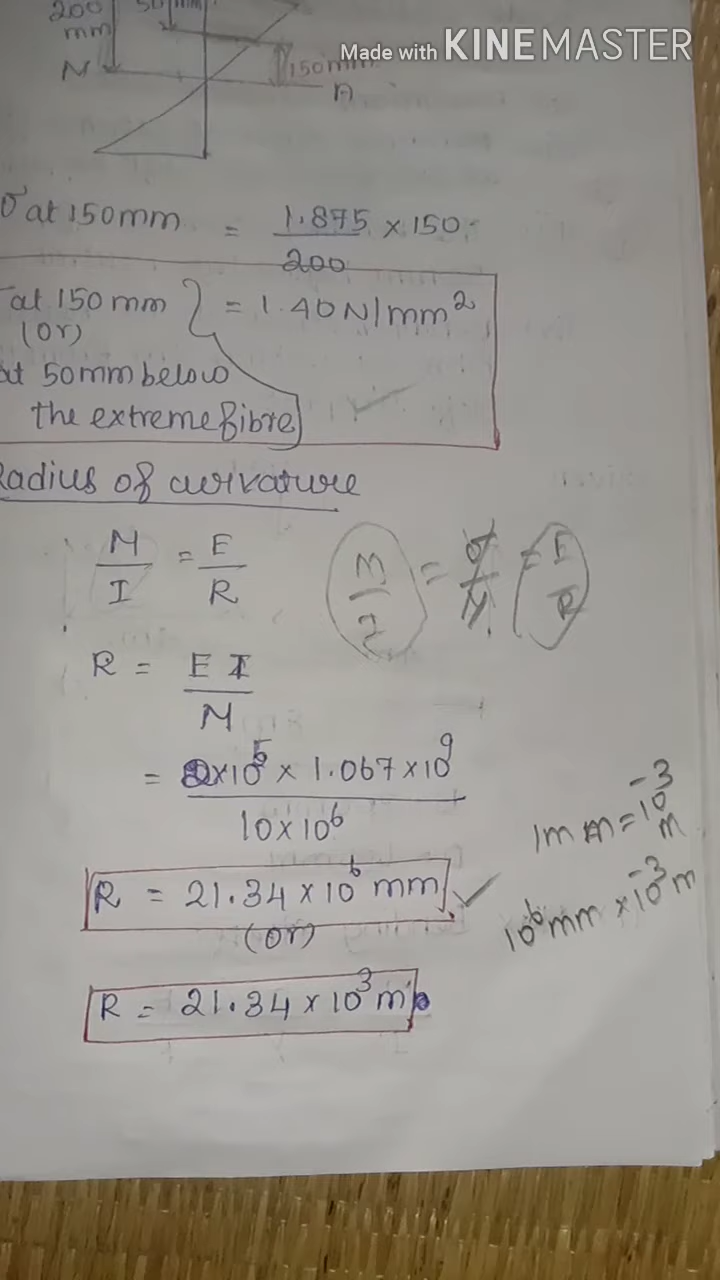 200 50mm
mm
Made with KINEMASTER
N 150mm
A
σ at 150mm = 1.875 × 150
200
at 150 mm } = 1.40 N/mm²
(or)
at 50mm below
the extreme fibre
Radius of curvature
M/I = E/R M/I = σ/y = E/R
R = E I
M
= 2×10⁵ × 1.067 × 10⁹
10 × 10⁶
1mm = 10⁻³ m
R = 21.34 × 10⁶ mm
(or)
10⁶ mm × 10⁻³ m
R = 21.34 × 10³ m